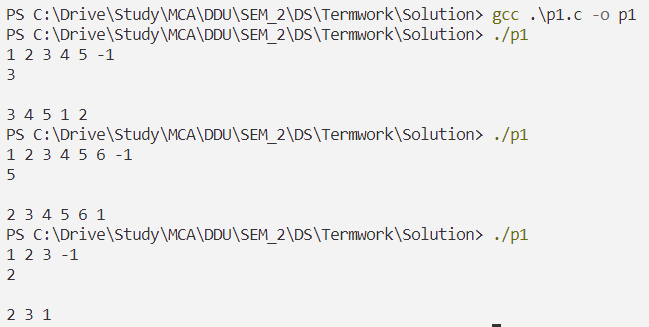 PS C:\Drive\Study\MCA\DDU\SEM_2\DS\Termwork\Solution> gcc .\p1.c -o p1
PS C:\Drive\Study\MCA\DDU\SEM_2\DS\Termwork\Solution> ./p1
1 2 3 4 5 -1
3
3 4 5 1 2
PS C:\Drive\Study\MCA\DDU\SEM_2\DS\Termwork\Solution> ./p1
1 2 3 4 5 6 -1
5
2 3 4 5 6 1
PS C:\Drive\Study\MCA\DDU\SEM_2\DS\Termwork\Solution> ./p1
1 2 3 -1
2
2 3 1